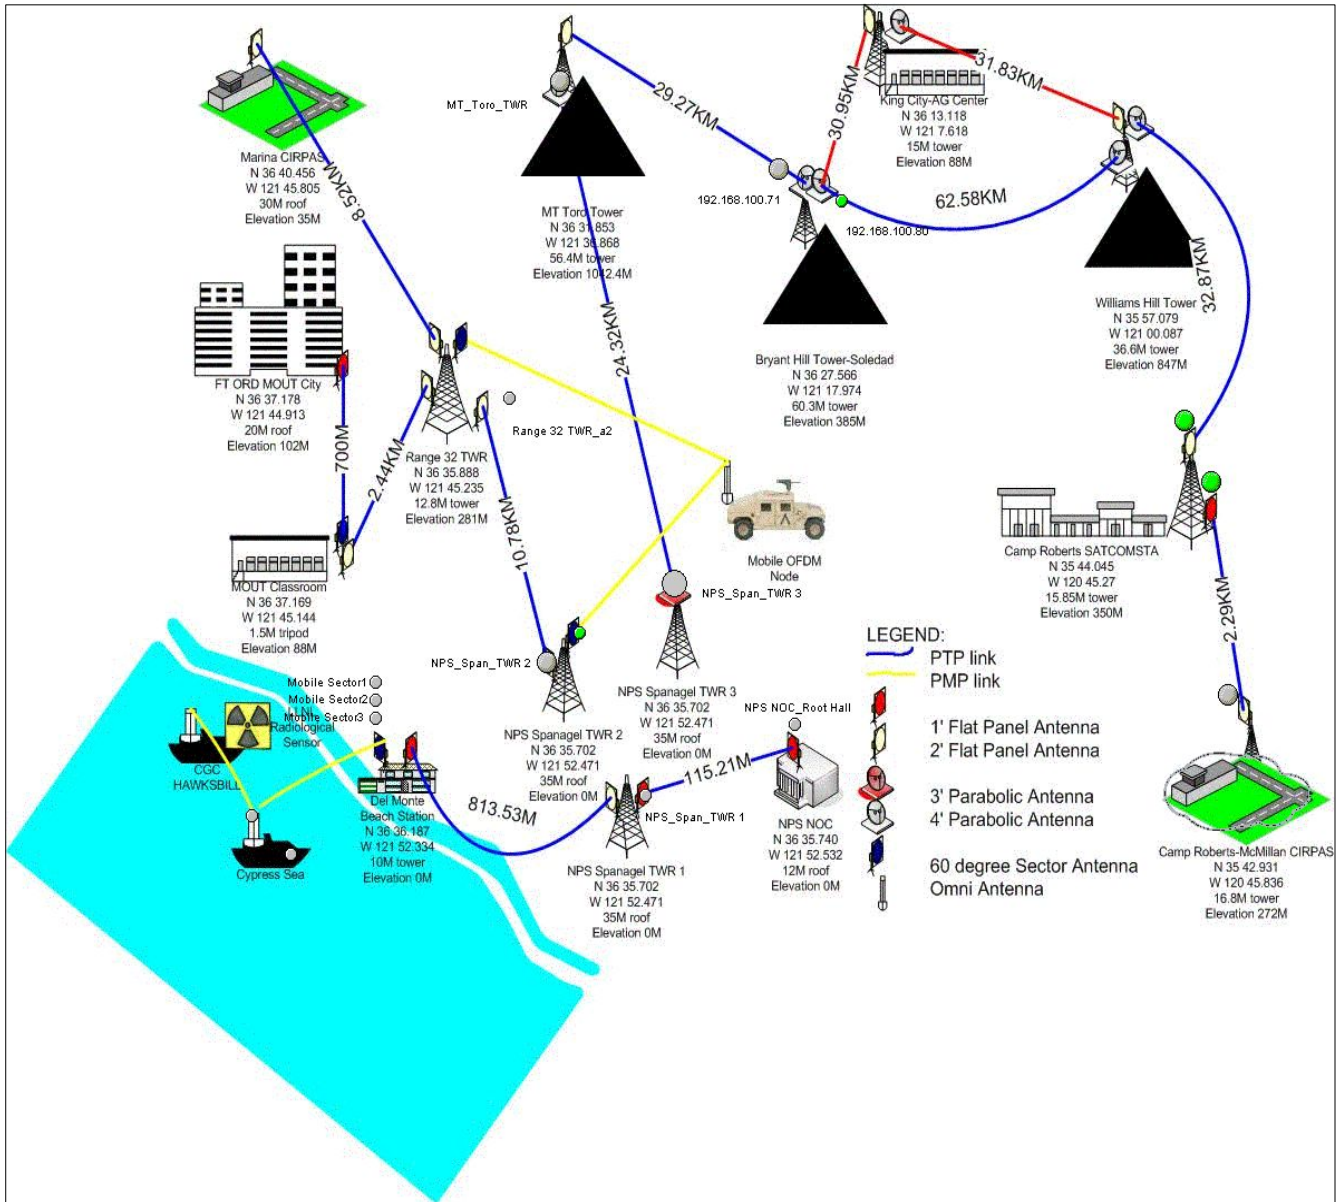 Marina CIRPAS
N 36 40.456
W 121 45.805
30M roof
Elevation 35M
8.52KM
MT_Toro_TWR
MT Toro Tower
N 36 31.853
W 121 36.868
56.4M tower
Elevation 1042.4M
29.27KM
24.32KM
King City-AG Center
N 36 13.118
W 121 7.618
15M tower
Elevation 88M
30.95KM
31.83KM
192.168.100.71
192.168.100.80
62.58KM
Bryant Hill Tower-Soledad
N 36 27.566
W 121 17.974
60.3M tower
Elevation 385M
Williams Hill Tower
N 35 57.079
W 121 00.087
36.6M tower
Elevation 847M
32.87KM
FT ORD MOUT City
N 36 37.178
W 121 44.913
20M roof
Elevation 102M
700M
2.44KM
Range 32 TWR
N 36 35.888
W 121 45.235
12.8M tower
Elevation 281M
Range 32 TWR_a2
10.78KM
Mobile OFDM
Node
Camp Roberts SATCOMSTA
N 35 44.045
W 120 45.27
15.85M tower
Elevation 350M
2.29KM
MOUT Classroom
N 36 37.169
W 121 45.144
1.5M tripod
Elevation 88M
NPS_Span_TWR 3
NPS Spanagel TWR 3
N 36 35.702
W 121 52.471
35M roof
Elevation 0M
NPS_Span_TWR 2
NPS Spanagel TWR 2
N 36 35.702
W 121 52.471
35M roof
Elevation 0M
Mobile Sector1
Mobile Sector2
Mobile Sector3
Radiological
Sensor
CGC
HAWKSBILL
Cypress Sea
Del Monte
Beach Station
N 36 36.187
W 121 52.334
10M tower
Elevation 0M
813.53M
NPS_Span_TWR 1
NPS Spanagel TWR 1
N 36 35.702
W 121 52.471
35M roof
Elevation 0M
115.21M
NPS NOC_Root Hall
NPS NOC
N 36 35.740
W 121 52.532
12M roof
Elevation 0M
LEGEND:
PTP link
PMP link
1' Flat Panel Antenna
2' Flat Panel Antenna
3' Parabolic Antenna
4' Parabolic Antenna
60 degree Sector Antenna
Omni Antenna
Camp Roberts-McMillan CIRPAS
N 35 42.931
W 120 45.836
16.8M tower
Elevation 272M